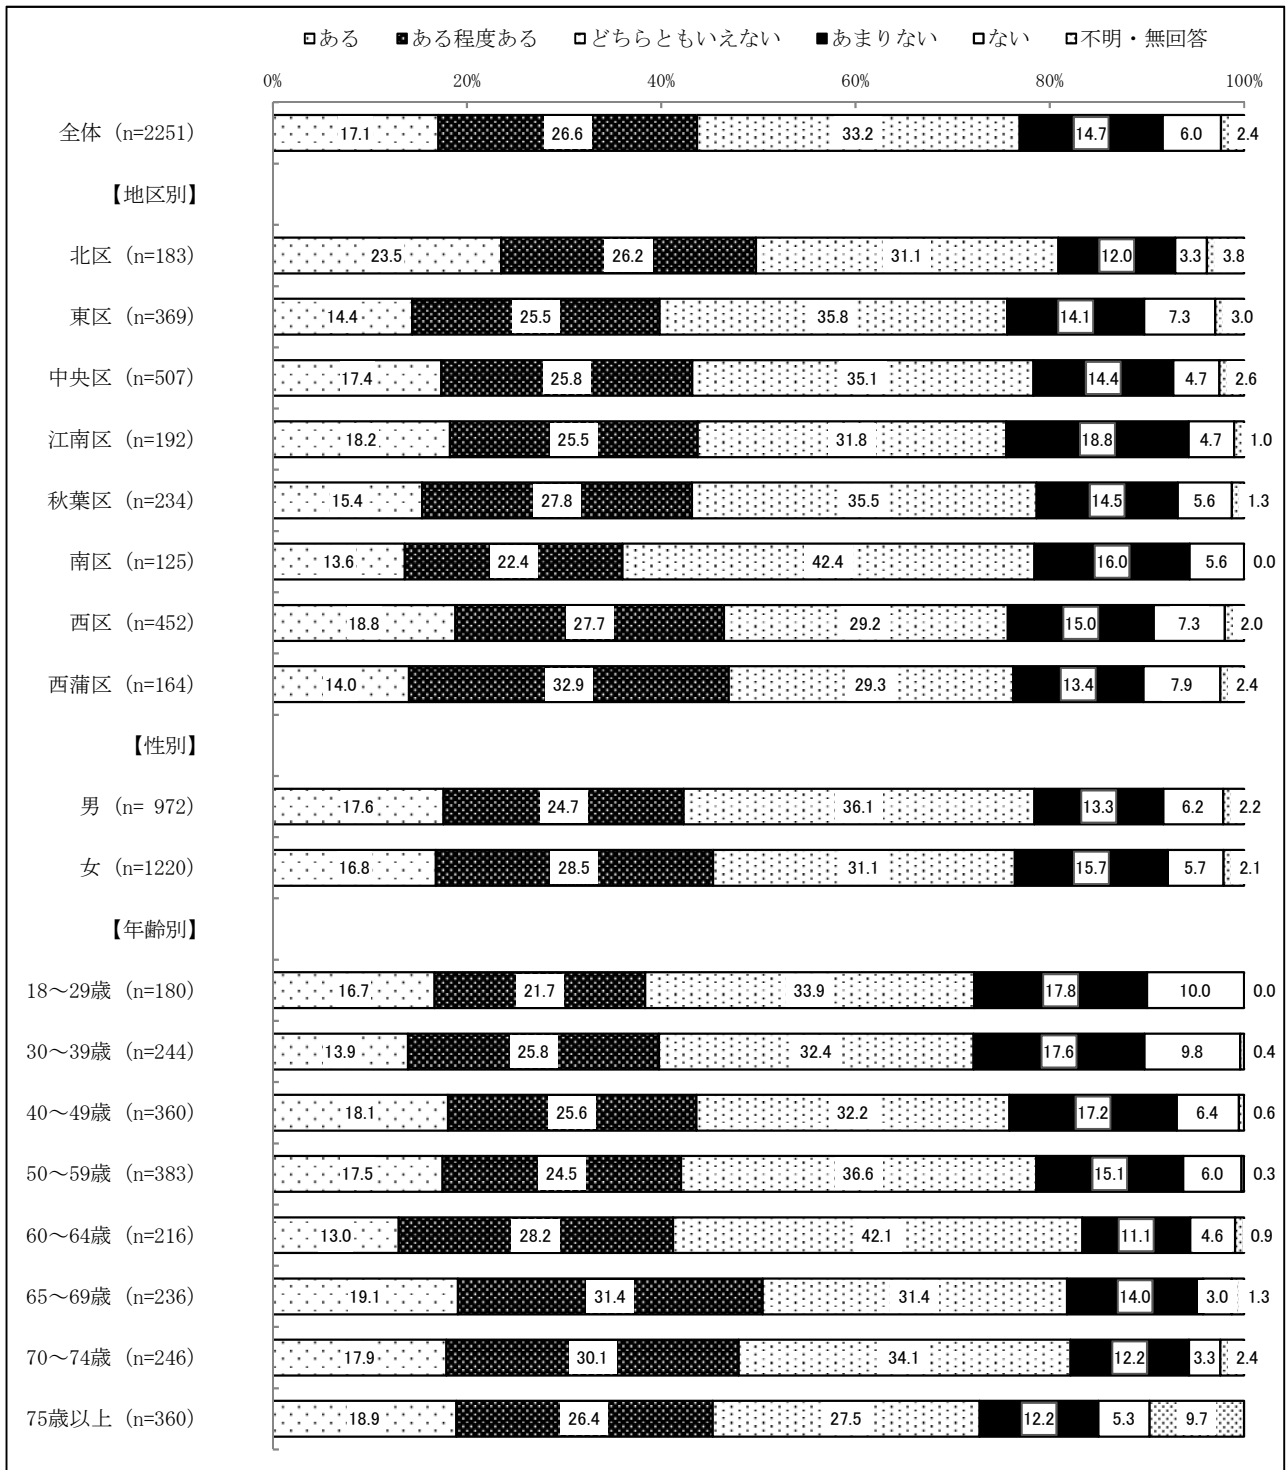 ある ある程度ある どちらともいえない あまりない ない 不明・無回答
0% 20% 40% 60% 80% 100%
全体 (n=2251) 17.1 26.6 33.2 14.7 6.0 2.4
【地区別】
北区 (n=183) 23.5 26.2 31.1 12.0 3.3 3.8
東区 (n=369) 14.4 25.5 35.8 14.1 7.3 3.0
中央区 (n=507) 17.4 25.8 35.1 14.4 4.7 2.6
江南区 (n=192) 18.2 25.5 31.8 18.8 4.7 1.0
秋葉区 (n=234) 15.4 27.8 35.5 14.5 5.6 1.3
南区 (n=125) 13.6 22.4 42.4 16.0 5.6 0.0
西区 (n=452) 18.8 27.7 29.2 15.0 7.3 2.0
西蒲区 (n=164) 14.0 32.9 29.3 13.4 7.9 2.4
【性別】
男 (n= 972) 17.6 24.7 36.1 13.3 6.2 2.2
女 (n=1220) 16.8 28.5 31.1 15.7 5.7 2.1
【年齢別】
18～29歳 (n=180) 16.7 21.7 33.9 17.8 10.0 0.0
30～39歳 (n=244) 13.9 25.8 32.4 17.6 9.8 0.4
40～49歳 (n=360) 18.1 25.6 32.2 17.2 6.4 0.6
50～59歳 (n=383) 17.5 24.5 36.6 15.1 6.0 0.3
60～64歳 (n=216) 13.0 28.2 42.1 11.1 4.6 0.9
65～69歳 (n=236) 19.1 31.4 31.4 14.0 3.0 1.3
70～74歳 (n=246) 17.9 30.1 34.1 12.2 3.3 2.4
75歳以上 (n=360) 18.9 26.4 27.5 12.2 5.3 9.7